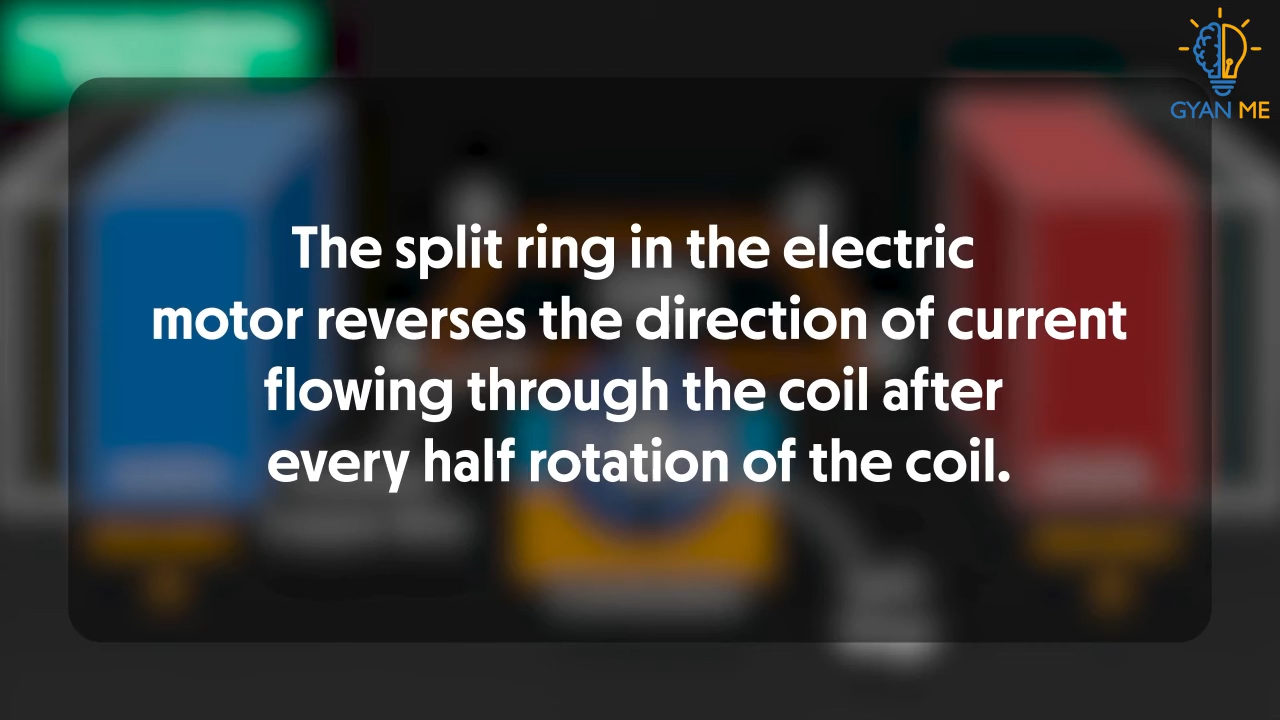 GYAN ME
The split ring in the electric
motor reverses the direction of current
flowing through the coil after
every half rotation of the coil.